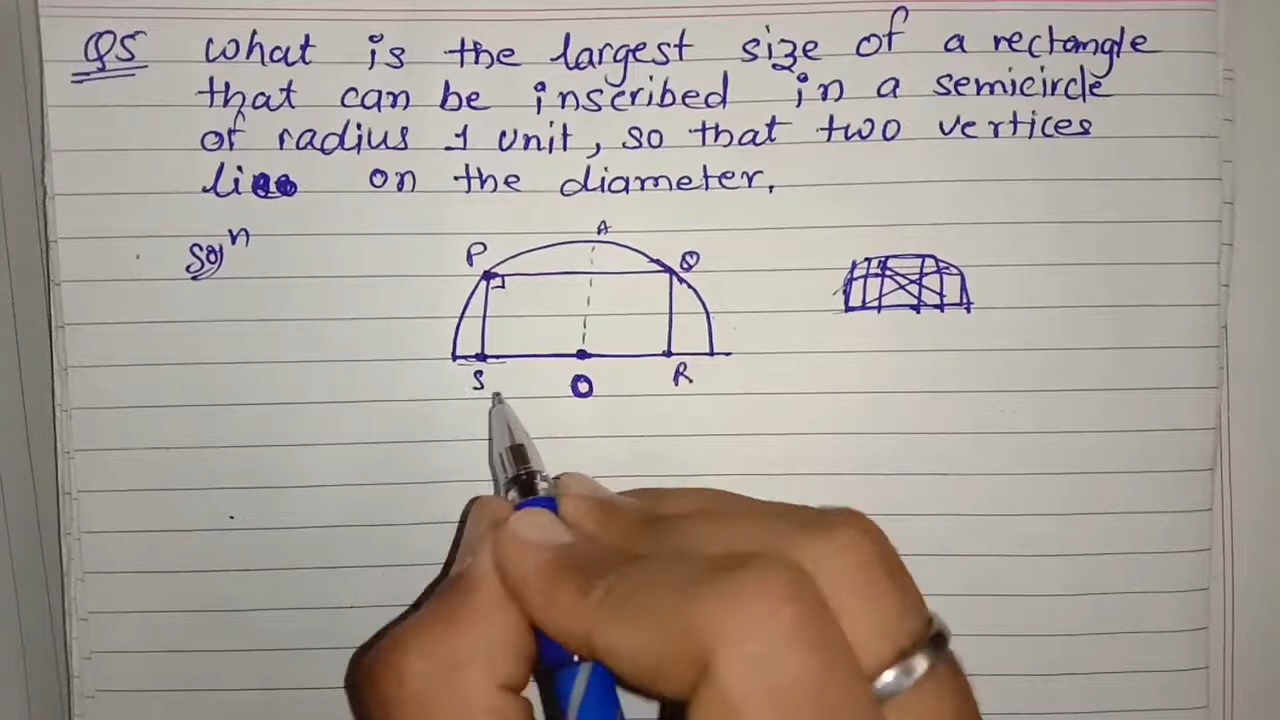 Q5 What is the largest size of a rectangle
that can be inscribed in a semicircle
of radius 1 unit, so that two vertices
lies on the diameter.
Solⁿ
A
P Q
S O R